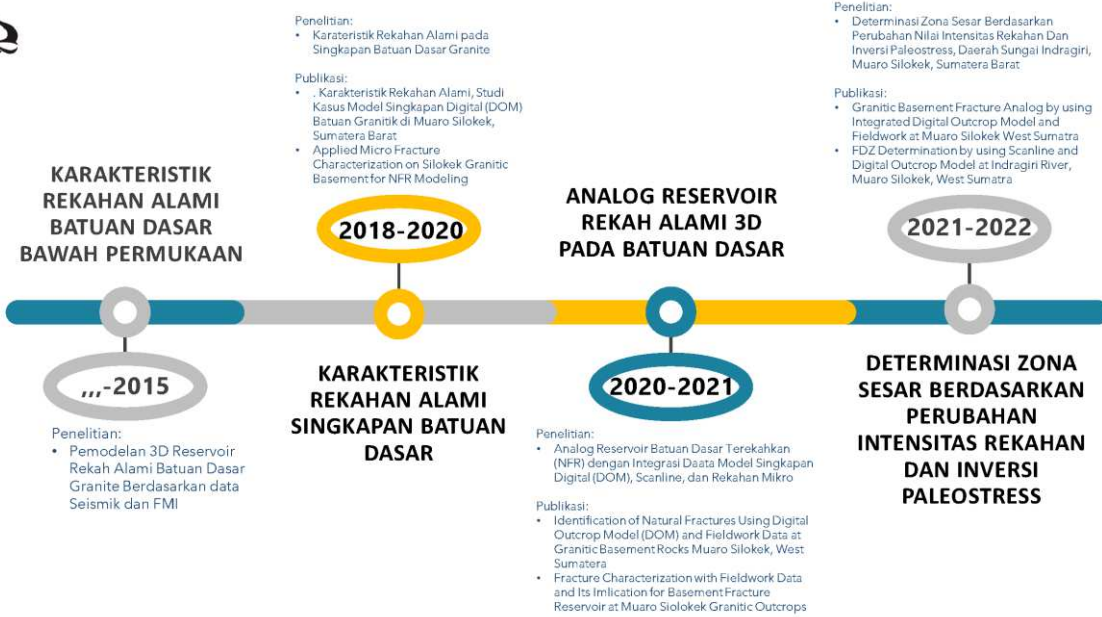 KARAKTERISTIK
REKAHAN ALAMI
BATUAN DASAR
BAWAH PERMUKAAN
,,,-2015
Penelitian:
• Pemodelan 3D Reservoir
Rekah Alami Batuan Dasar
Granite Berdasarkan data
Seismik dan FMI
Penelitian:
• Karateristik Rekahan Alami pada
Singkapan Batuan Dasar Granite
Publikasi:
• . Karakteristik Rekahan Alami, Studi
Kasus Model Singkapan Digital (DOM)
Batuan Granitik di Muaro Silokek,
Sumatera Barat
• Applied Micro Fracture
Characterization on Silokek Granitic
Basement for NFR Modeling
2018-2020
KARAKTERISTIK
REKAHAN ALAMI
SINGKAPAN BATUAN
DASAR
ANALOG RESERVOIR
REKAH ALAMI 3D
PADA BATUAN DASAR
2020-2021
Penelitian:
• Analog Reservoir Batuan Dasar Terekahkan
(NFR) dengan Integrasi Daata Model Singkapan
Digital (DOM), Scanline, dan Rekahan Mikro
Publikasi:
• Identification of Natural Fractures Using Digital
Outcrop Model (DOM) and Fieldwork Data at
Granitic Basement Rocks Muaro Silokek, West
Sumatera
• Fracture Characterization with Fieldwork Data
and Its Imlication for Basement Fracture
Reservoir at Muaro Siolokek Granitic Outcrops
Penelitian:
• Determinasi Zona Sesar Berdasarkan
Perubahan Nilai Intensitas Rekahan Dan
Inversi Paleostress, Daerah Sungai Indragiri,
Muaro Silokek, Sumatera Barat
Publikasi:
• Granitic Basement Fracture Analog by using
Integrated Digital Outcrop Model and
Fieldwork at Muaro Silokek West Sumatra
• FDZ Determination by using Scanline and
Digital Outcrop Model at Indragiri River,
Muaro Silokek, West Sumatra
2021-2022
DETERMINASI ZONA
SESAR BERDASARKAN
PERUBAHAN
INTENSITAS REKAHAN
DAN INVERSI
PALEOSTRESS